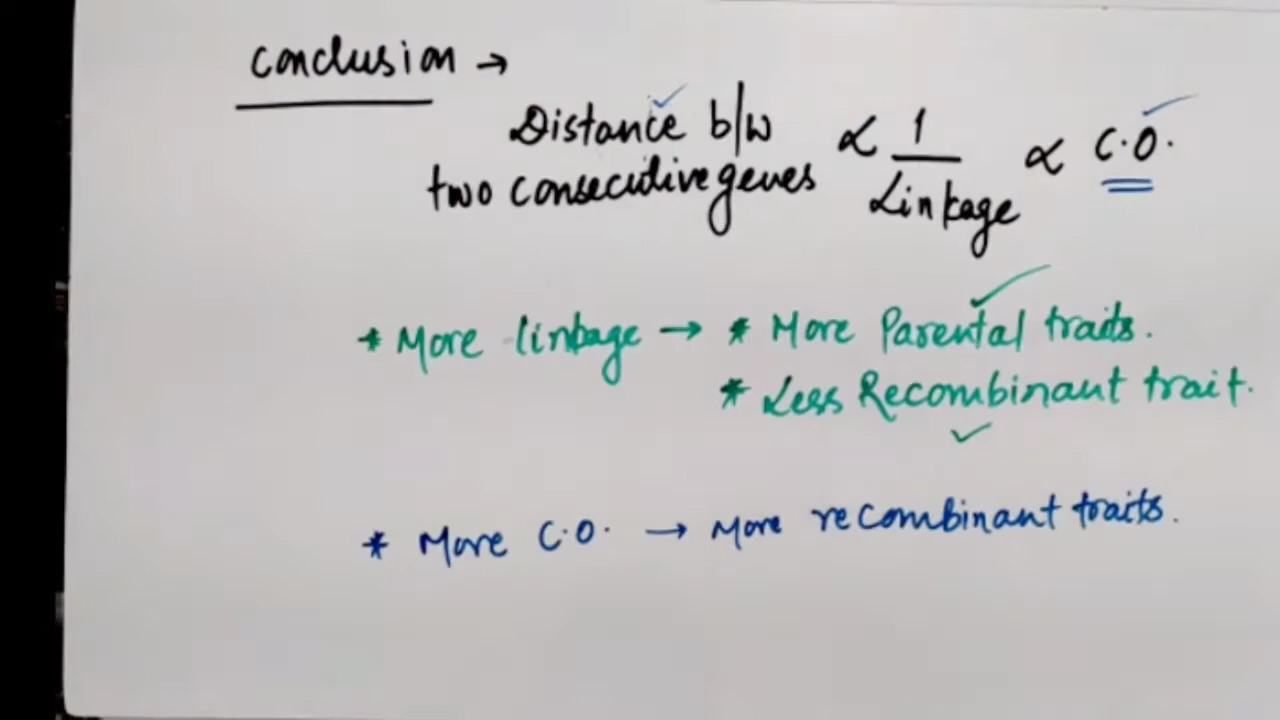 Conclusion →
Distance b/w two consecutive genes ∝ 1/Linkage ∝ C.O.
* More linkage → * More Parental traits.
* Less Recombinant trait.
* More C.O. → More recombinant traits.